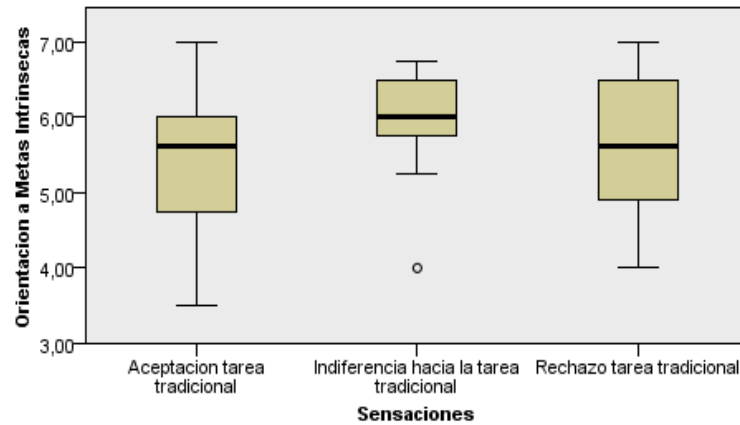 Orientacion a Metas Intrinsecas
7,00
6,00
5,00
4,00
3,00
Aceptacion tarea
tradicional
Indiferencia hacia la tarea
tradicional
Rechazo tarea tradicional
Sensaciones